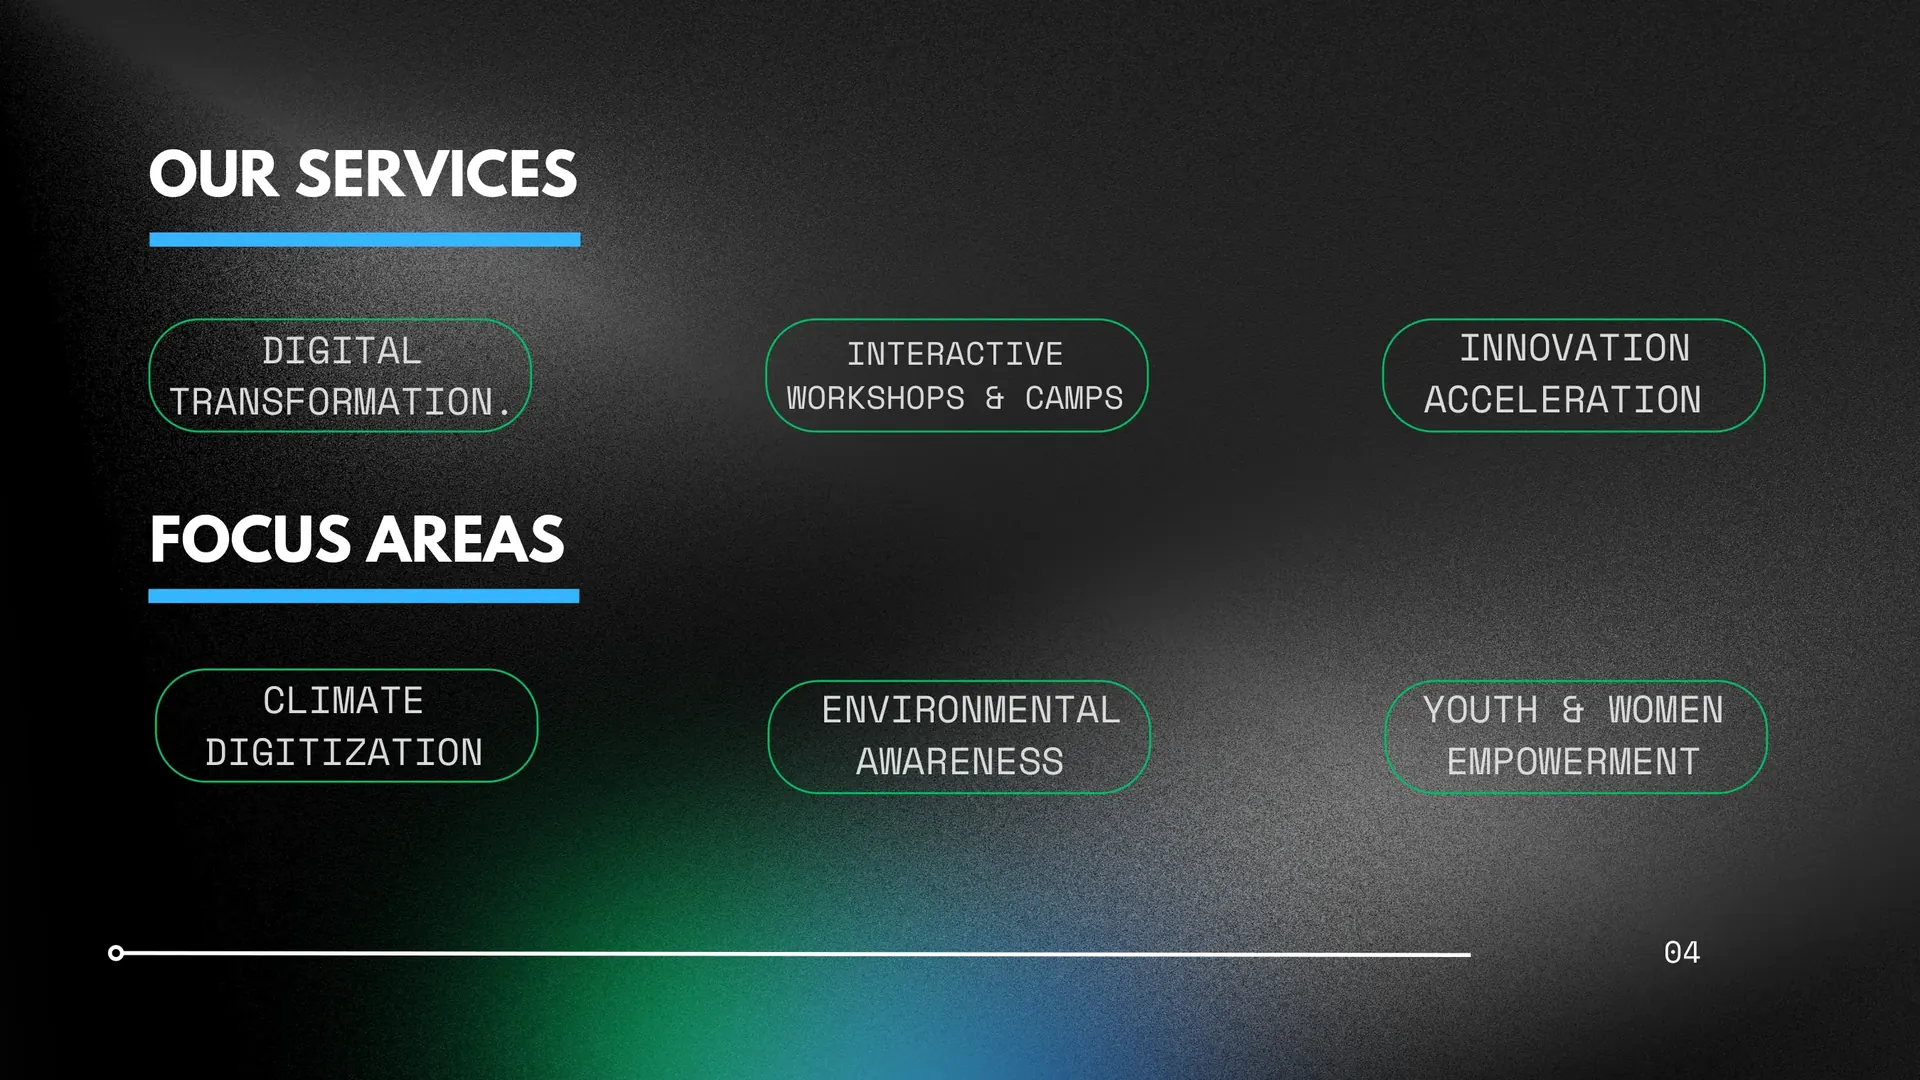 OUR SERVICES
DIGITAL
TRANSFORMATION.
INTERACTIVE
WORKSHOPS & CAMPS
INNOVATION
ACCELERATION
FOCUS AREAS
CLIMATE
DIGITIZATION
ENVIRONMENTAL
AWARENESS
YOUTH & WOMEN
EMPOWERMENT
04